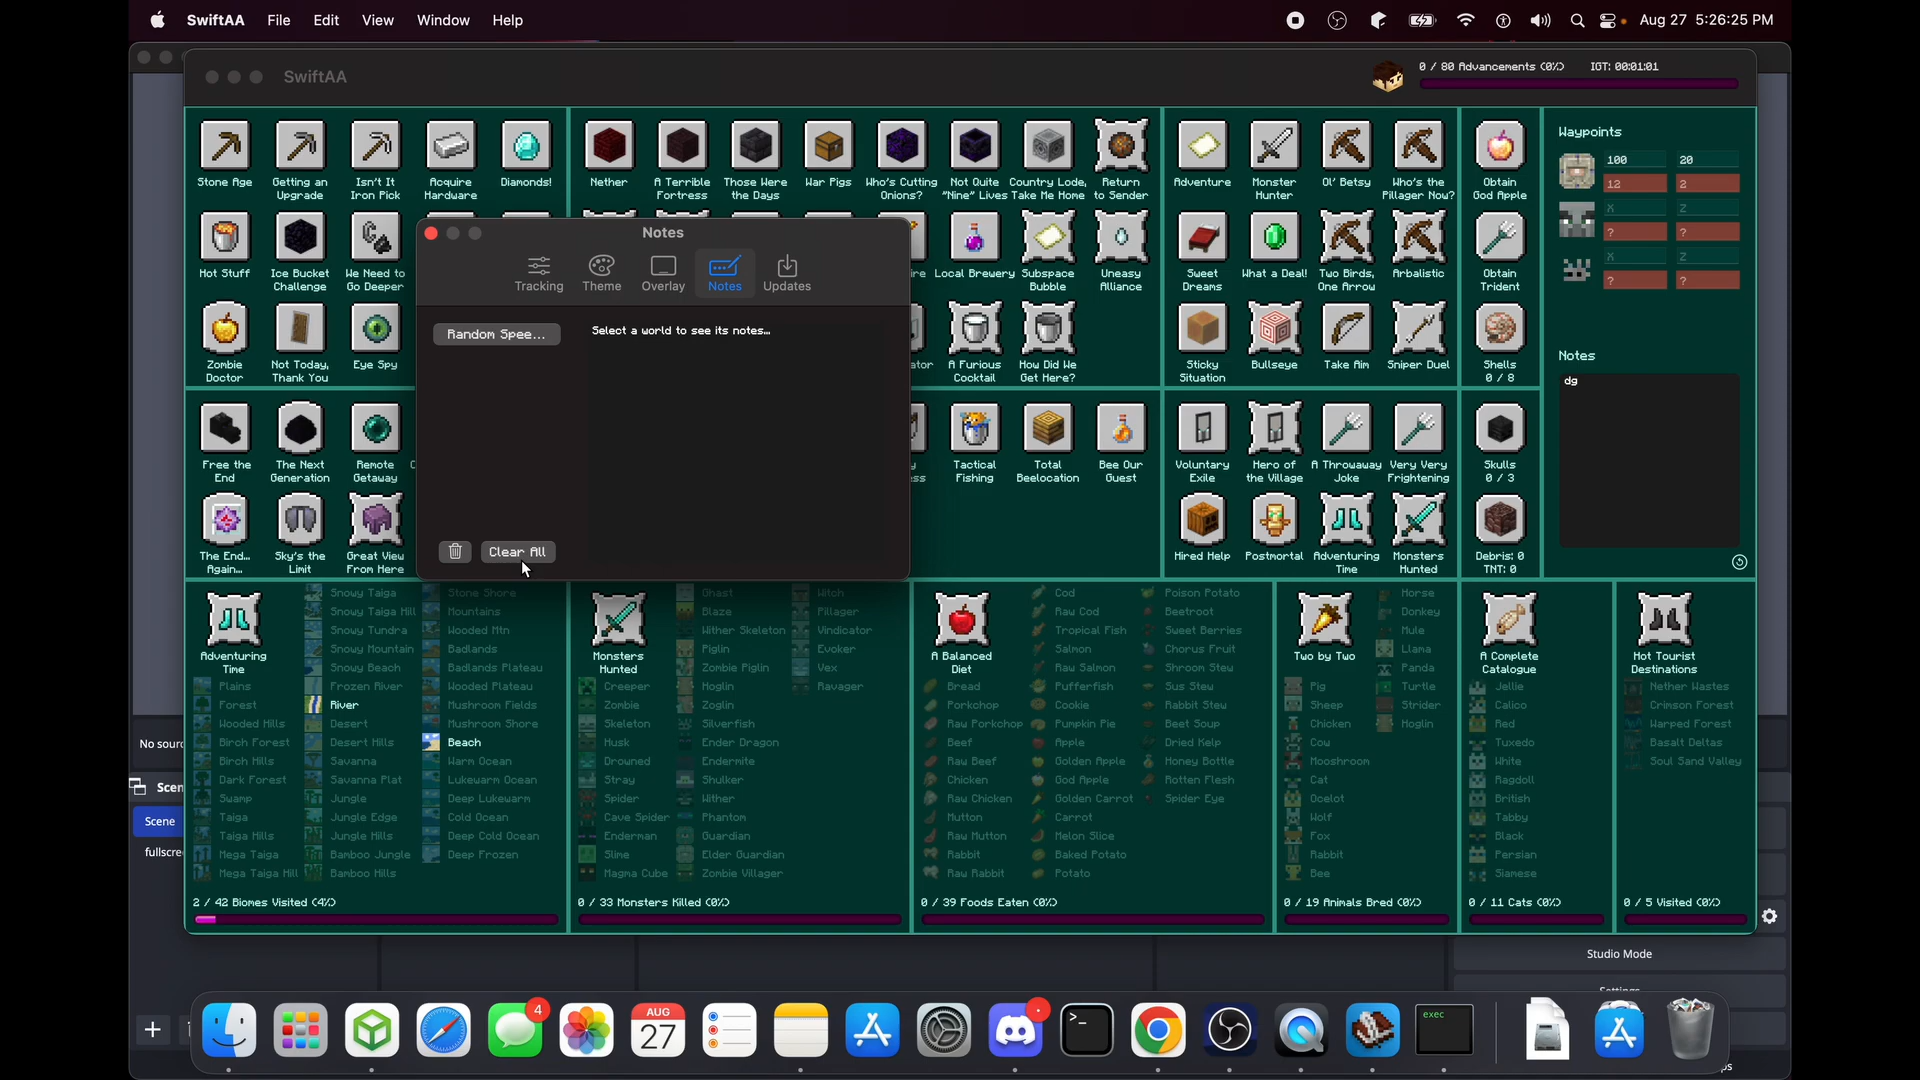 SwiftAA File Edit View Window Help
Aug 27 5:26:25 PM
SwiftAA
0 / 80 Advancements (0%) IGT: 00:01:01
Stone Age
Getting an Upgrade
Isn't It Iron Pick
Acquire Hardware
Diamonds!
Nether
A Terrible Fortress
Those Were the Days
War Pigs
Who's Cutting Onions?
Not Quite "Nine" Lives
Country Lode, Take Me Home
Return to Sender
Adventure
Monster Hunter
Ol' Betsy
Who's the Pillager Now?
Obtain God Apple
Waypoints
100 20
12 2
X Z
? ?
X Z
? ?
Hot Stuff
Ice Bucket Challenge
We Need to Go Deeper
Local Brewery
Subspace Bubble
Uneasy Alliance
Sweet Dreams
What a Deal!
Two Birds, One Arrow
Arbalistic
Obtain Trident
Zombie Doctor
Not Today, Thank You
Eye Spy
A Furious Cocktail
How Did We Get Here?
Sticky Situation
Bullseye
Take Aim
Sniper Duel
Shells 0 / 8
Notes
dg
Notes
Tracking Theme Overlay Notes Updates
Random Spee...
Select a world to see its notes...
Clear All
Free the End
The Next Generation
Remote Getaway
Tactical Fishing
Total Beelocation
Bee Our Guest
Voluntary Exile
Hero of the Village
A Throwaway Joke
Very Very Frightening
Skulls 0 / 3
The End... Again...
Sky's the Limit
Great View From Here
Hired Help
Postmortal
Adventuring Time
Monsters Hunted
Debris: 0
TNT: 0
Adventuring Time
Plains
Forest
Wooded Hills
Birch Forest
Birch Hills
Dark Forest
Swamp
Taiga
Taiga Hills
Mega Taiga
Mega Taiga Hill
Snowy Taiga
Snowy Taiga Hill
Snowy Tundra
Snowy Mountain
Snowy Beach
Frozen River
River
Desert
Desert Hills
Savanna
Savanna Plat
Jungle
Jungle Edge
Jungle Hills
Bamboo Jungle
Bamboo Hills
Stone Shore
Mountains
Wooded Mtn
Badlands
Badlands Plateau
Wooded Plateau
Mushroom Fields
Mushroom Shore
Beach
Warm Ocean
Lukewarm Ocean
Deep Lukewarm
Cold Ocean
Deep Cold Ocean
Deep Frozen
2 / 42 Biomes Visited (4%)
Monsters Hunted
Creeper
Zombie
Skeleton
Husk
Drowned
Stray
Spider
Cave Spider
Enderman
Slime
Magma Cube
Ghast
Blaze
Wither Skeleton
Piglin
Zombie Piglin
Hoglin
Zoglin
Silverfish
Ender Dragon
Endermite
Shulker
Wither
Phantom
Guardian
Elder Guardian
Zombie Villager
Witch
Pillager
Vindicator
Evoker
Vex
Ravager
0 / 33 Monsters Killed (0%)
A Balanced Diet
Bread
Porkchop
Raw Porkchop
Beef
Raw Beef
Chicken
Raw Chicken
Mutton
Raw Mutton
Rabbit
Raw Rabbit
Cod
Raw Cod
Tropical Fish
Salmon
Raw Salmon
Pufferfish
Cookie
Pumpkin Pie
Apple
Golden Apple
God Apple
Golden Carrot
Carrot
Melon Slice
Baked Potato
Potato
Poison Potato
Beetroot
Sweet Berries
Chorus Fruit
Shroom Stew
Sus Stew
Rabbit Stew
Beet Soup
Dried Kelp
Honey Bottle
Rotten Flesh
Spider Eye
0 / 39 Foods Eaten (0%)
Two by Two
Pig
Sheep
Chicken
Cow
Mooshroom
Cat
Ocelot
Wolf
Fox
Rabbit
Bee
Horse
Donkey
Mule
Llama
Panda
Turtle
Strider
Hoglin
0 / 19 Animals Bred (0%)
A Complete Catalogue
Jellie
Calico
Red
Tuxedo
White
Ragdoll
British
Tabby
Black
Persian
Siamese
0 / 11 Cats (0%)
Hot Tourist Destinations
Nether Wastes
Crimson Forest
Warped Forest
Basalt Deltas
Soul Sand Valley
0 / 5 Visited (0%)
No sourc
Scen
Scene
fullscre
Studio Mode
4
AUG
27
exec